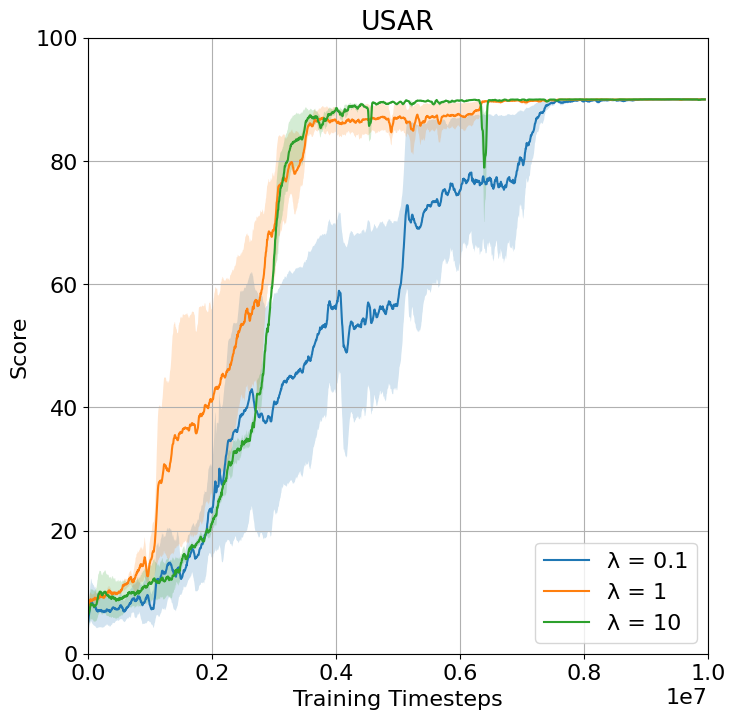 USAR
100
80
60
40
20
0
Score
λ = 0.1
λ = 1
λ = 10
0.0 0.2 0.4 0.6 0.8 1.0
Training Timesteps
1e7